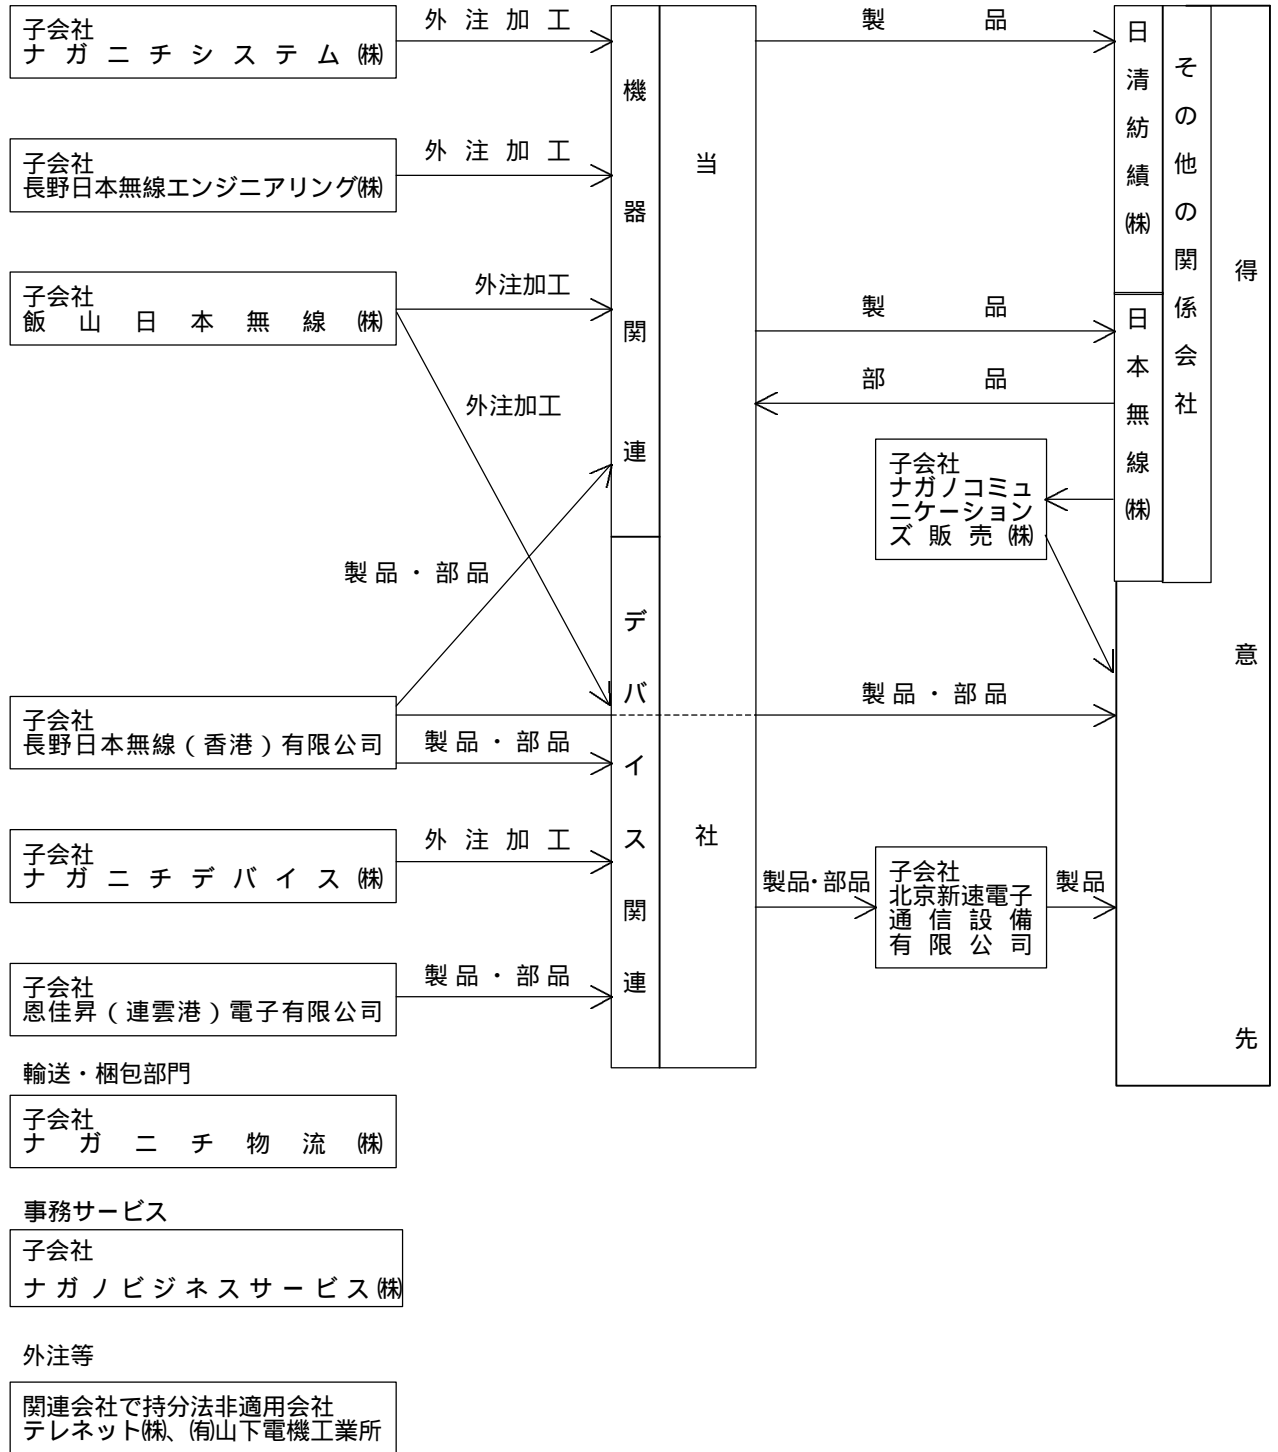 子会社
ナガニチシステム㈱
外注加工
子会社
長野日本無線エンジニアリング㈱
外注加工
子会社
飯山日本無線㈱
外注加工
外注加工
製品・部品
子会社
長野日本無線(香港)有限公司
製品・部品
子会社
ナガニチデバイス㈱
外注加工
子会社
恩佳昇(連雲港)電子有限公司
製品・部品
輸送・梱包部門
子会社
ナガニチ物流㈱
事務サービス
子会社
ナガノビジネスサービス㈱
外注等
関連会社で持分法非適用会社
テレネット㈱、㈲山下電機工業所
機器関連
デバイス関連
当社
製品
製品
部品
子会社
ナガノコミュ
ニケーション
ズ販売㈱
製品・部品
製品・部品
子会社
北京新速電子
通信設備
有限公司
製品
日清紡績㈱
日本無線㈱
その他の関係会社
得意先